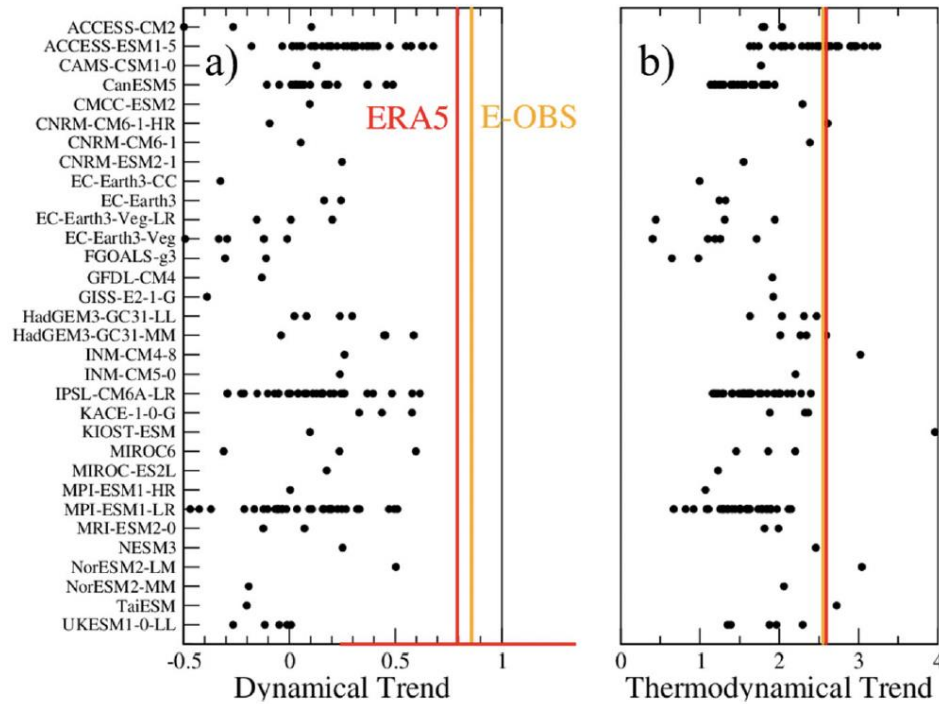 ACCESS-CM2
ACCESS-ESM1-5
CAMS-CSM1-0
CanESM5
CMCC-ESM2
CNRM-CM6-1-HR
CNRM-CM6-1
CNRM-ESM2-1
EC-Earth3-CC
EC-Earth3
EC-Earth3-Veg-LR
EC-Earth3-Veg
FGOALS-g3
GFDL-CM4
GISS-E2-1-G
HadGEM3-GC31-LL
HadGEM3-GC31-MM
INM-CM4-8
INM-CM5-0
IPSL-CM6A-LR
KACE-1-0-G
KIOST-ESM
MIROC6
MIROC-ES2L
MPI-ESM1-HR
MPI-ESM1-LR
MRI-ESM2-0
NESM3
NorESM2-LM
NorESM2-MM
TaiESM
UKESM1-0-LL
a)
ERA5 E-OBS
-0.5 0 0.5 1
Dynamical Trend
b)
0 1 2 3 4
Thermodynamical Trend